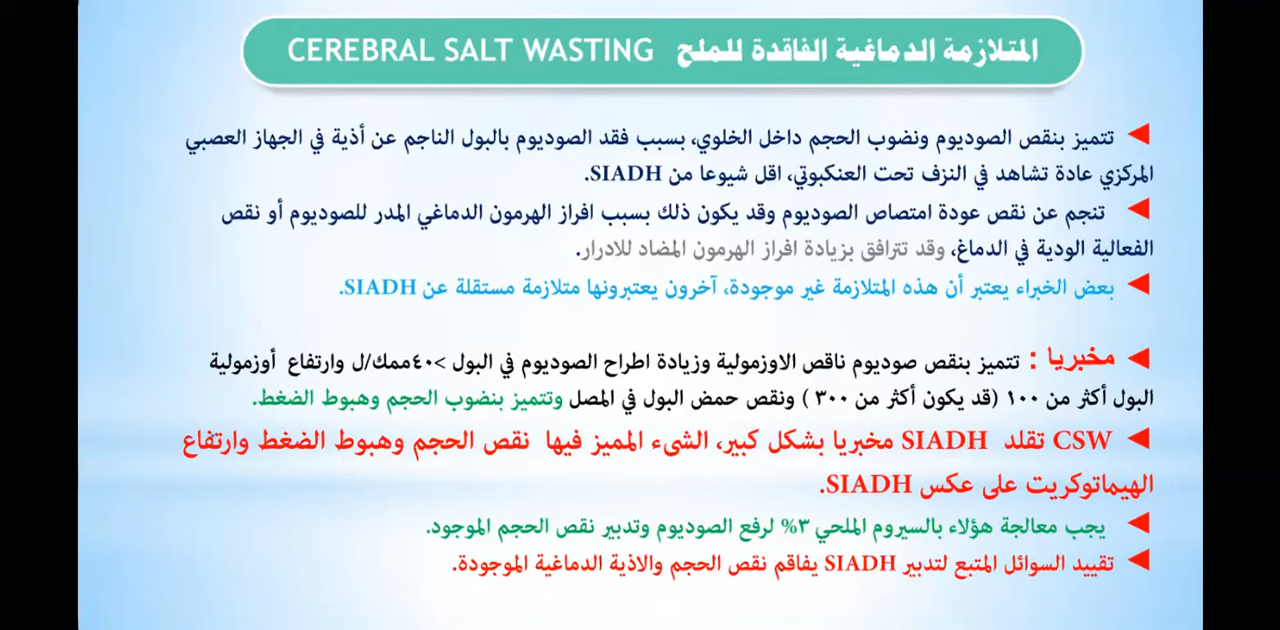 المتلازمة الدماغية الفاقدة للملح CEREBRAL SALT WASTING
تتميز بنقص الصوديوم ونضوب الحجم داخل الخلوي، بسبب فقد الصوديوم بالبول الناجم عن أذية في الجهاز العصبي
المركزي عادة تشاهد في النزف تحت العنكبوتي، اقل شيوعا من SIADH.
تنجم عن نقص عودة امتصاص الصوديوم وقد يكون ذلك بسبب افراز الهرمون الدماغي المدر للصوديوم أو نقص
الفعالية الودية في الدماغ، وقد تترافق بزيادة افراز الهرمون المضاد للادرار.
بعض الخبراء يعتبر أن هذه المتلازمة غير موجودة، آخرون يعتبرونها متلازمة مستقلة عن SIADH.
مخبريا : تتميز بنقص صوديوم ناقص الاوزمولية وزيادة اطراح الصوديوم في البول >٤٠ممك/ل وارتفاع أوزمولية
البول أكثر من ١٠٠ (قد يكون أكثر من ٣٠٠ ) ونقص حمض البول في المصل وتتميز بنضوب الحجم وهبوط الضغط.
CSW تقلد SIADH مخبريا بشكل كبير، الشيء المميز فيها نقص الحجم وهبوط الضغط وارتفاع
الهيماتوكريت على عكس SIADH.
يجب معالجة هؤلاء بالسيروم الملحي ٣% لرفع الصوديوم وتدبير نقص الحجم الموجود.
تقييد السوائل المتبع لتدبير SIADH يفاقم نقص الحجم والاذية الدماغية الموجودة.